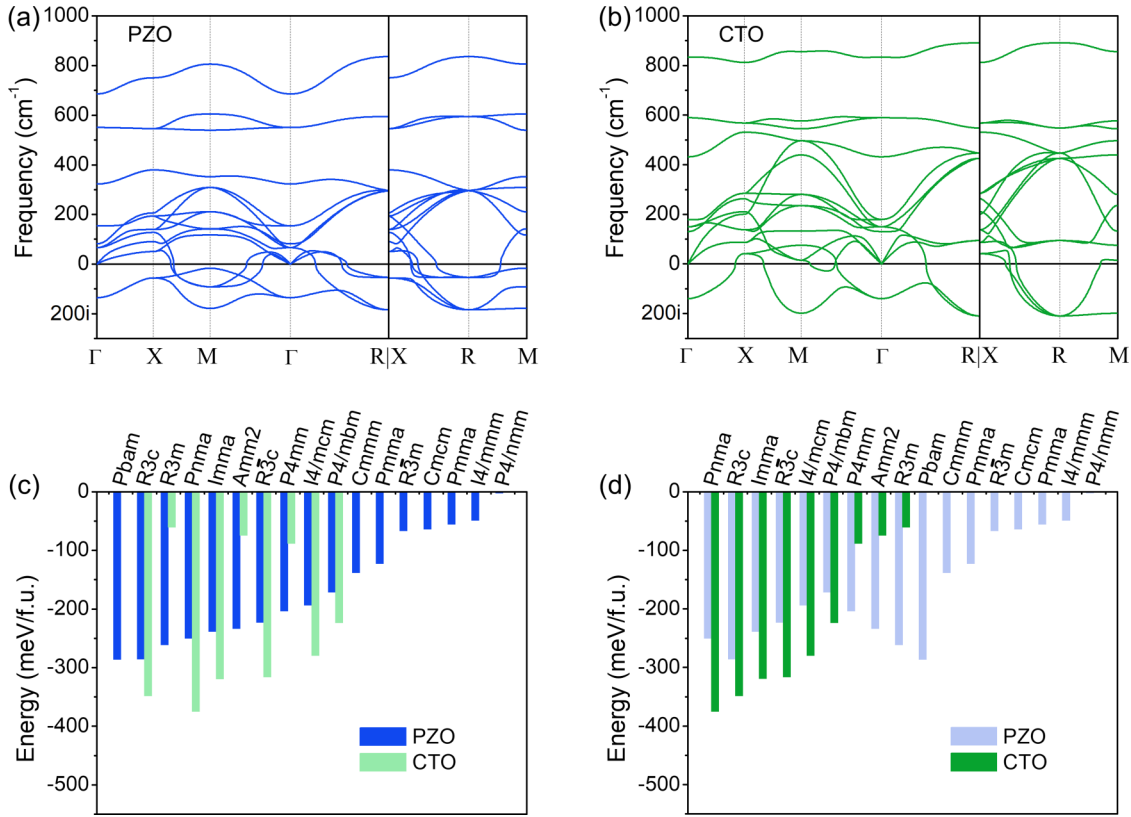 (a) PZO
Frequency (cm⁻¹)
1000
800
600
400
200
0
200i
Γ X M Γ R|X R M
(b) CTO
Frequency (cm⁻¹)
1000
800
600
400
200
0
200i
Γ X M Γ R|X R M
(c)
Pbam R3c R3m Pnma Imma Amm2 R3̄c P4mm I4/mcm P4/mbm Cmmm Pmma R3̄m Cmcm Pmma I4/mmm P4/nmm
Energy (meV/f.u.)
0
-100
-200
-300
-400
-500
PZO
CTO
(d)
Pnma R3c Imma R3̄c I4/mcm P4/mbm P4mm Amm2 R3m Pbam Cmmm Pmma R3̄m Cmcm Pmma I4/mmm P4/nmm
Energy (meV/f.u.)
0
-100
-200
-300
-400
-500
PZO
CTO